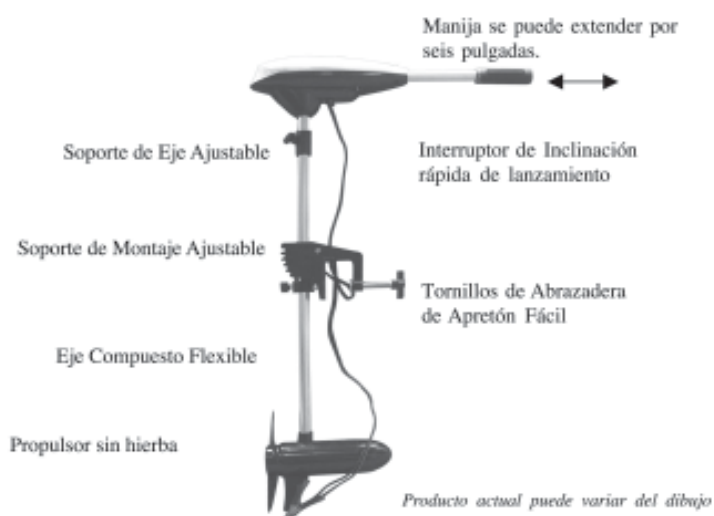 Manija se puede extender por
seis pulgadas.
Soporte de Eje Ajustable
Interruptor de Inclinación
rápida de lanzamiento
Soporte de Montaje Ajustable
Tornillos de Abrazadera
de Apretón Fácil
Eje Compuesto Flexible
Propulsor sin hierba
Producto actual puede variar del dibujo